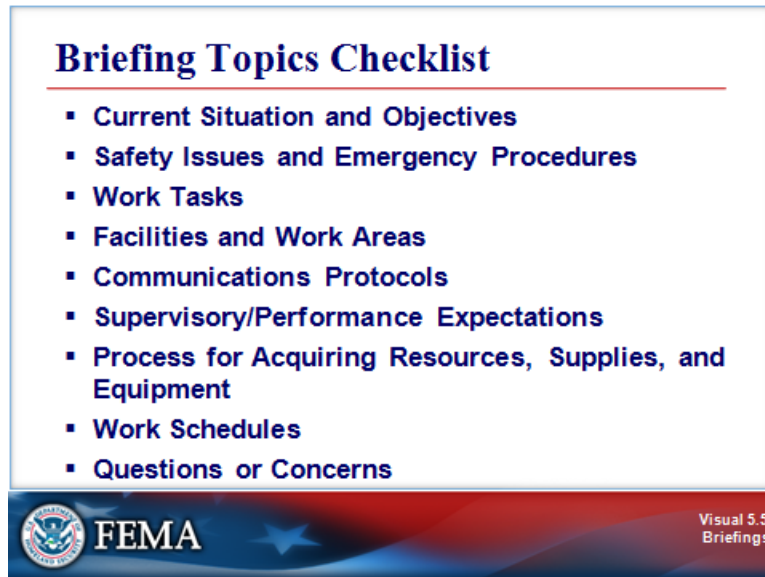 Briefing Topics Checklist
▪ Current Situation and Objectives
▪ Safety Issues and Emergency Procedures
▪ Work Tasks
▪ Facilities and Work Areas
▪ Communications Protocols
▪ Supervisory/Performance Expectations
▪ Process for Acquiring Resources, Supplies, and
Equipment
▪ Work Schedules
▪ Questions or Concerns
FEMA
Visual 5.5
Briefings